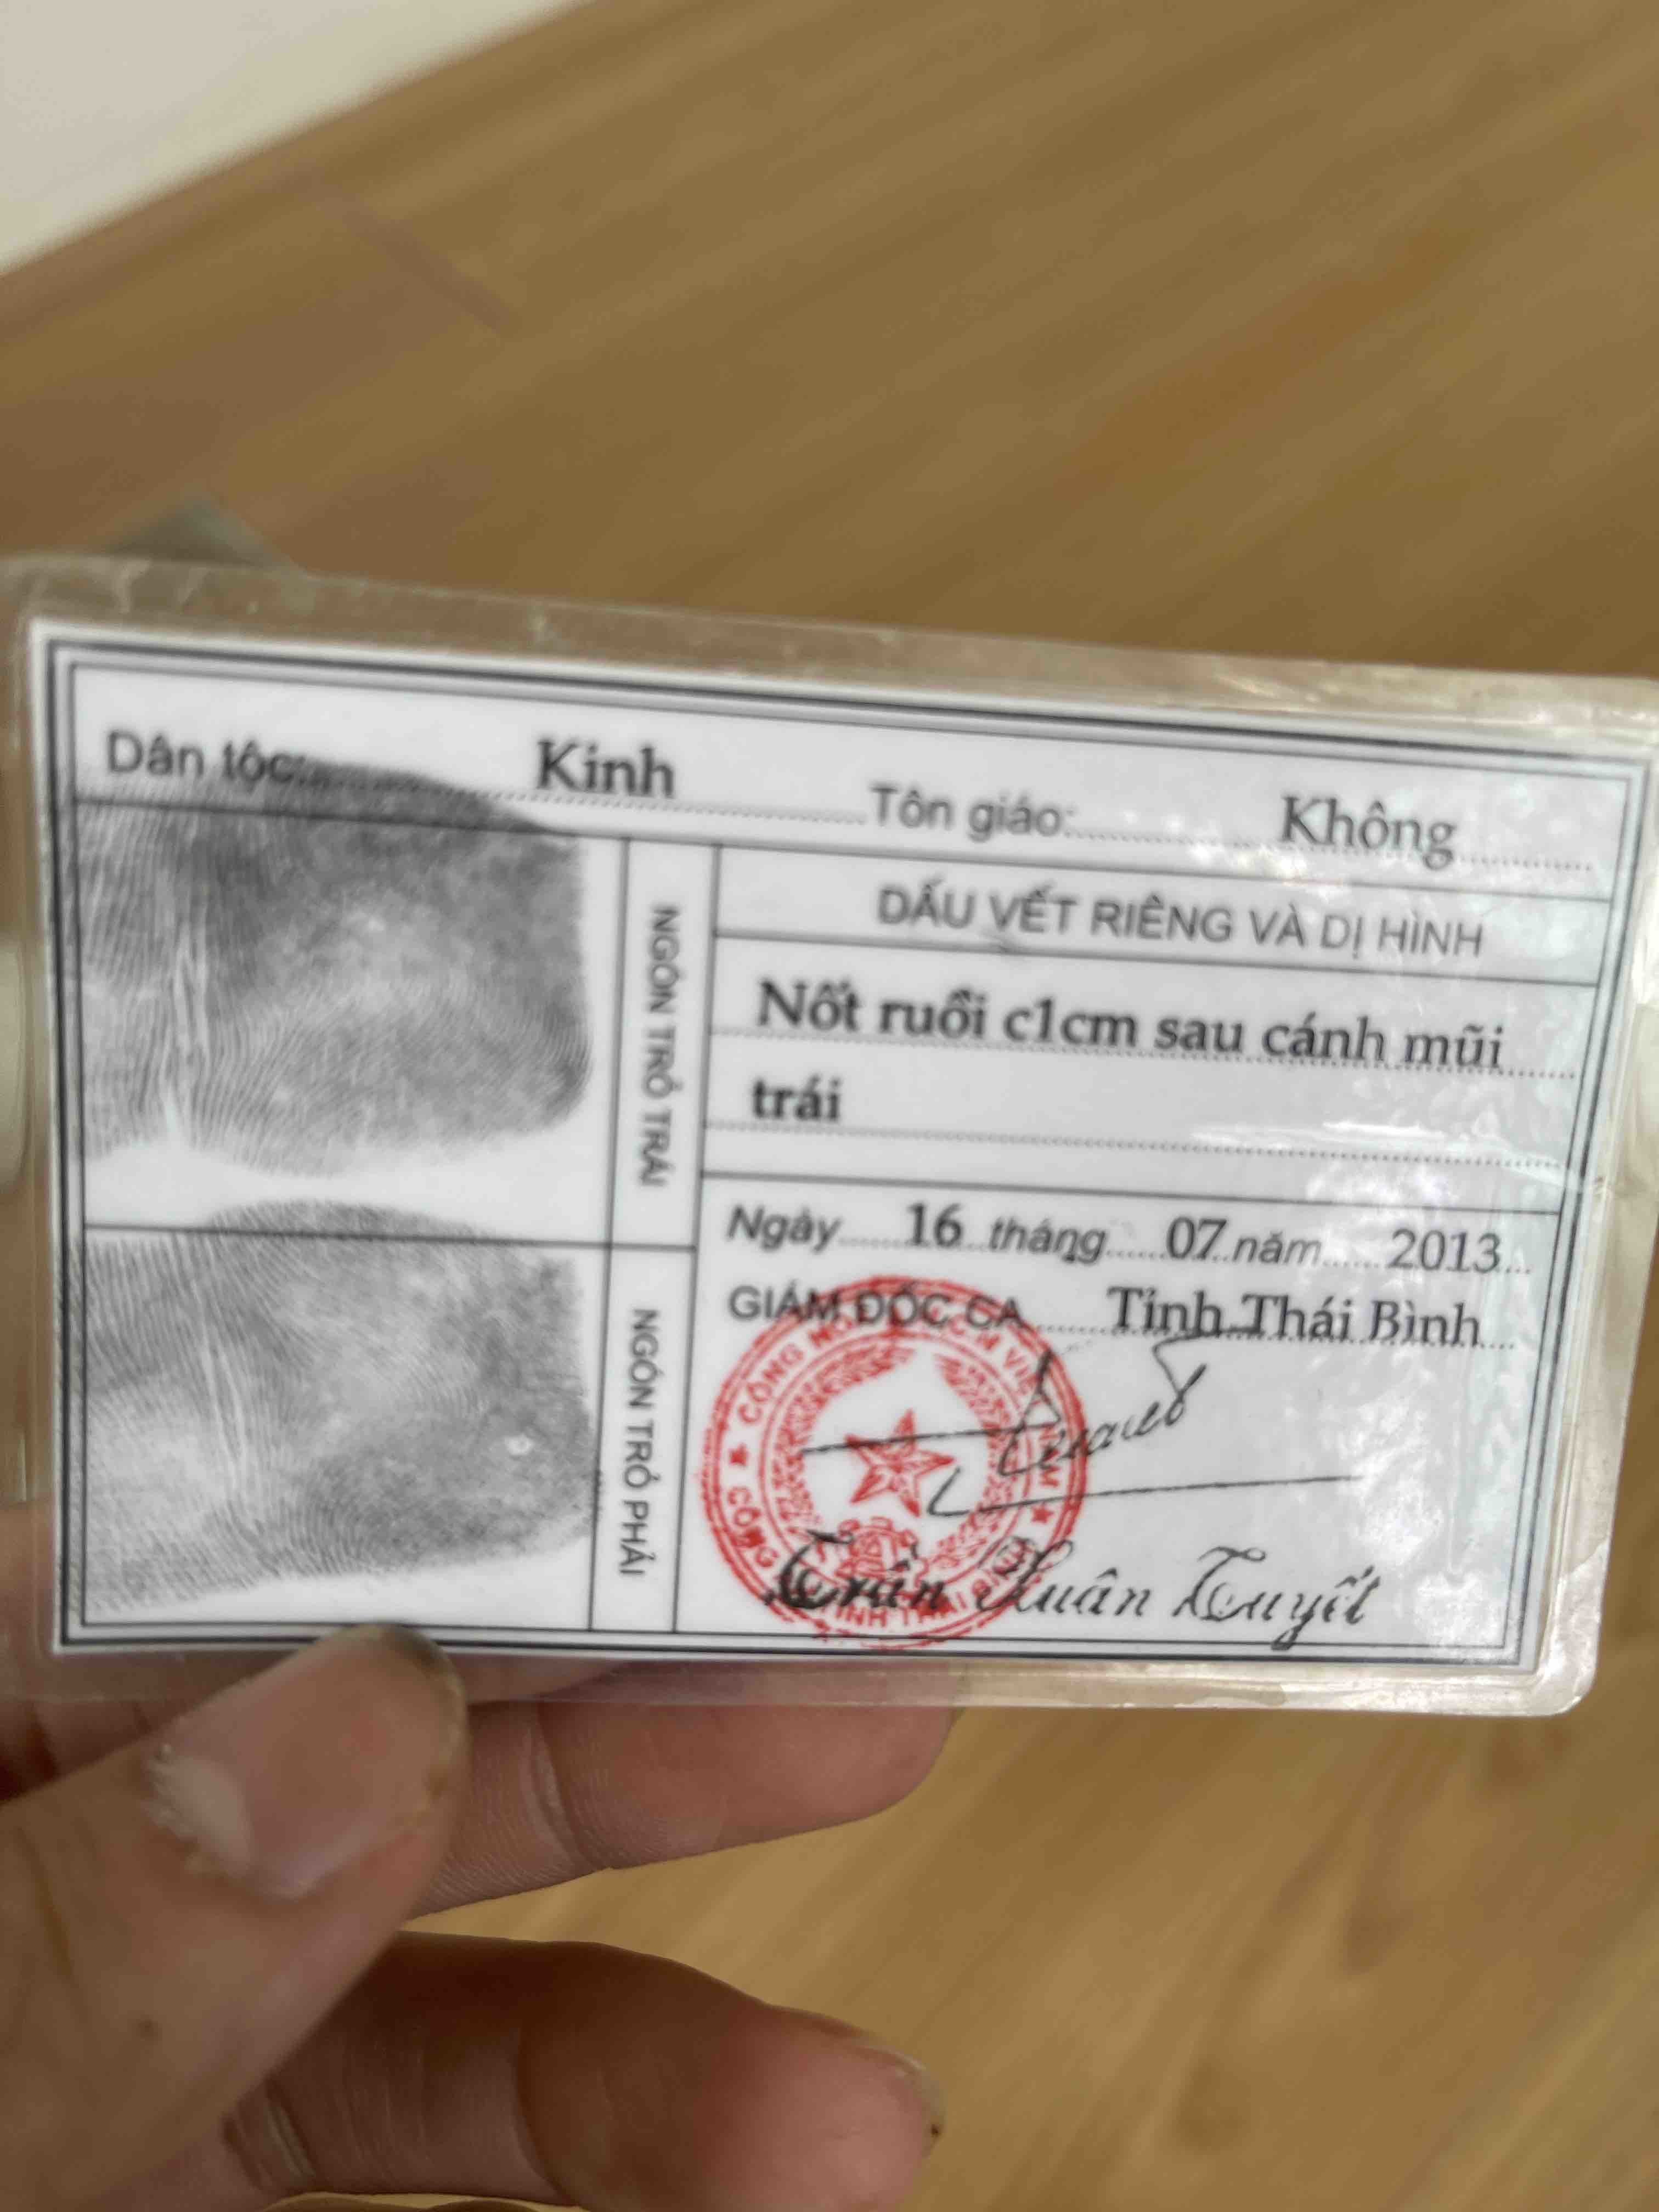 Dân tộc: Kinh Tôn giáo: Không
NGÓN TRỎ TRÁI
DẤU VẾT RIÊNG VÀ DỊ HÌNH
Nốt ruồi c1cm sau cánh mũi
trái
NGÓN TRỎ PHẢI
Ngày 16 tháng 07 năm 2013
GIÁM ĐỐC CA Tỉnh Thái Bình
Trần Xuân Tuyết